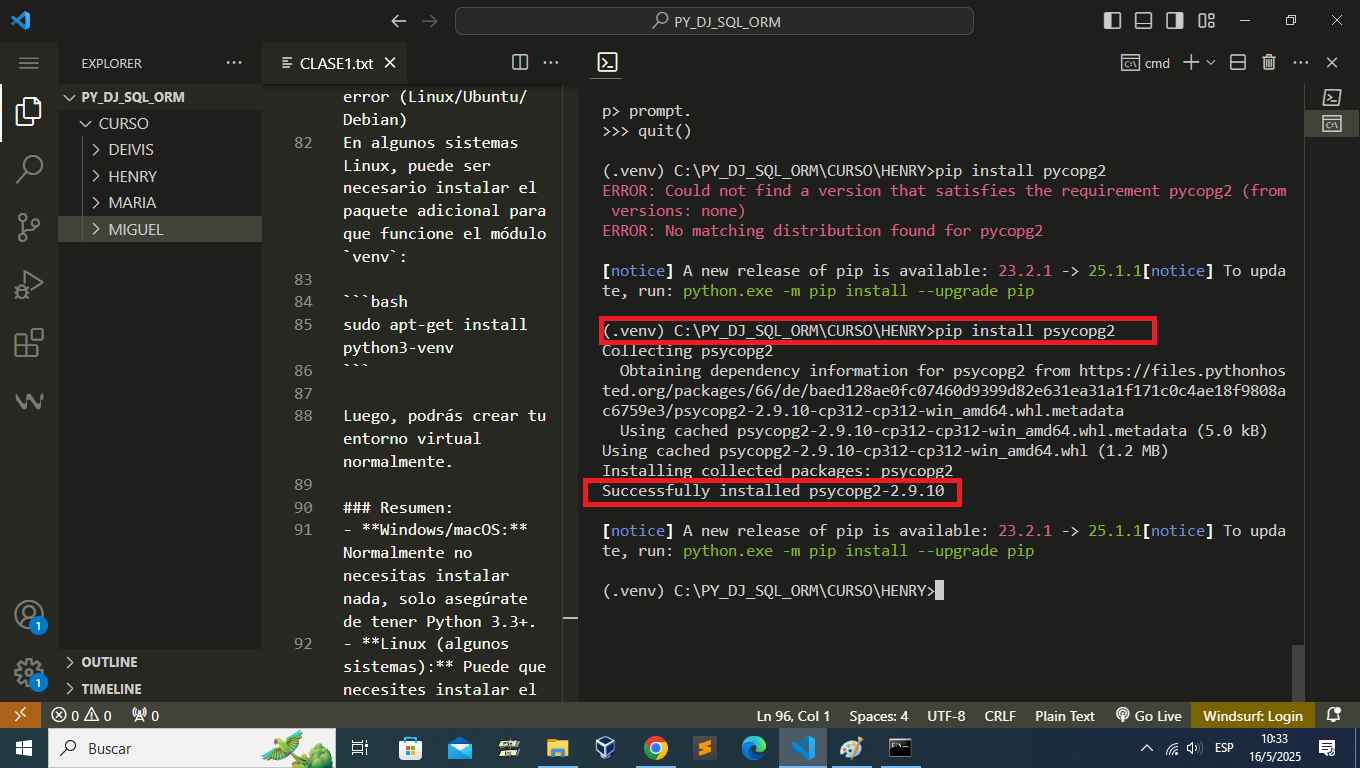 PY_DJ_SQL_ORM
EXPLORER
CLASE1.txt
cmd
PY_DJ_SQL_ORM
CURSO
DEIVIS
HENRY
MARIA
MIGUEL
OUTLINE
TIMELINE
error (Linux/Ubuntu/
Debian)
82 En algunos sistemas
Linux, puede ser
necesario instalar el
paquete adicional para
que funcione el módulo
`venv`:
83
84 ```bash
85 sudo apt-get install
python3-venv
86 ```
87
88 Luego, podrás crear tu
entorno virtual
normalmente.
89
90 ### Resumen:
91 - **Windows/macOS:**
Normalmente no
necesitas instalar
nada, solo asegúrate
de tener Python 3.3+.
92 - **Linux (algunos
sistemas):** Puede que
necesites instalar el
p> prompt.
>>> quit()
(.venv) C:\PY_DJ_SQL_ORM\CURSO\HENRY>pip install pycopg2
ERROR: Could not find a version that satisfies the requirement pycopg2 (from
versions: none)
ERROR: No matching distribution found for pycopg2
[notice] A new release of pip is available: 23.2.1 -> 25.1.1[notice] To upda
te, run: python.exe -m pip install --upgrade pip
(.venv) C:\PY_DJ_SQL_ORM\CURSO\HENRY>pip install psycopg2
Collecting psycopg2
Obtaining dependency information for psycopg2 from https://files.pythonhos
ted.org/packages/66/de/baed128ae0fc07460d9399d82e631ea31a1f171c0c4ae18f9808a
c6759e3/psycopg2-2.9.10-cp312-cp312-win_amd64.whl.metadata
Using cached psycopg2-2.9.10-cp312-cp312-win_amd64.whl.metadata (5.0 kB)
Using cached psycopg2-2.9.10-cp312-cp312-win_amd64.whl (1.2 MB)
Installing collected packages: psycopg2
Successfully installed psycopg2-2.9.10
[notice] A new release of pip is available: 23.2.1 -> 25.1.1[notice] To upda
te, run: python.exe -m pip install --upgrade pip
(.venv) C:\PY_DJ_SQL_ORM\CURSO\HENRY>
1
1
0 0 0 Ln 96, Col 1 Spaces: 4 UTF-8 CRLF Plain Text Go Live Windsurf: Login
Buscar
ESP
10:33
16/5/2025